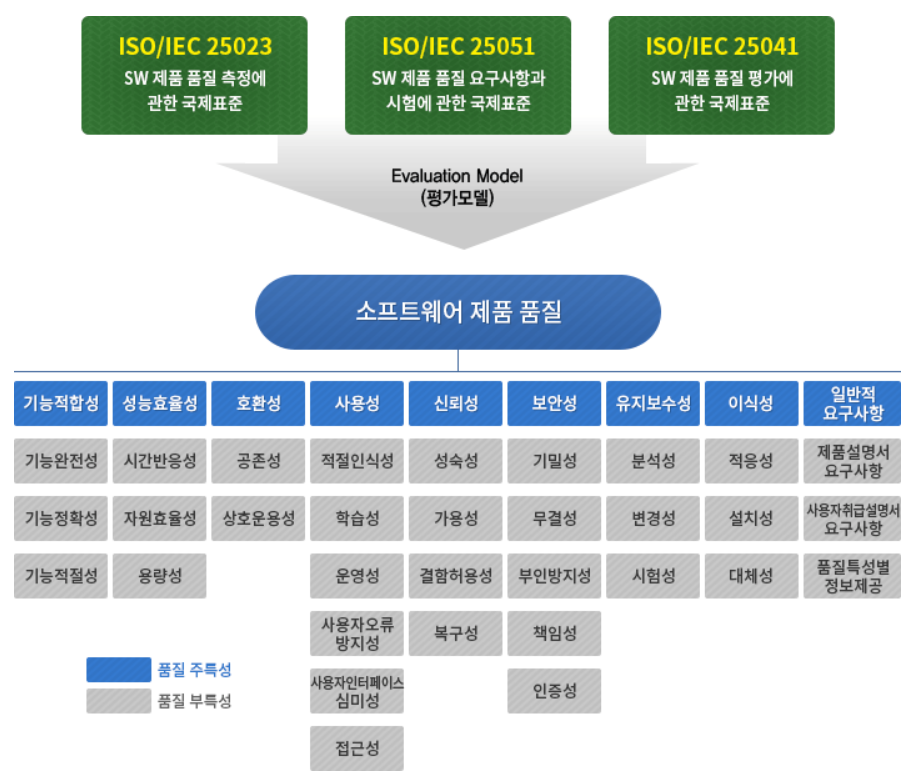 ISO/IEC 25023
SW 제품 품질 측정에
관한 국제표준
ISO/IEC 25051
SW 제품 품질 요구사항과
시험에 관한 국제표준
ISO/IEC 25041
SW 제품 품질 평가에
관한 국제표준
Evaluation Model
(평가모델)
소프트웨어 제품 품질
기능적합성 성능효율성 호환성 사용성 신뢰성 보안성 유지보수성 이식성 일반적
요구사항
기능완전성 시간반응성 공존성 적절인식성 성숙성 기밀성 분석성 적응성 제품설명서
요구사항
기능정확성 자원효율성 상호운용성 학습성 가용성 무결성 변경성 설치성 사용자취급설명서
요구사항
기능적절성 용량성 운영성 결함허용성 부인방지성 시험성 대체성 품질특성별
정보제공
사용자오류
방지성
복구성 책임성
사용자인터페이스
심미성
인증성
접근성
품질 주특성
품질 부특성